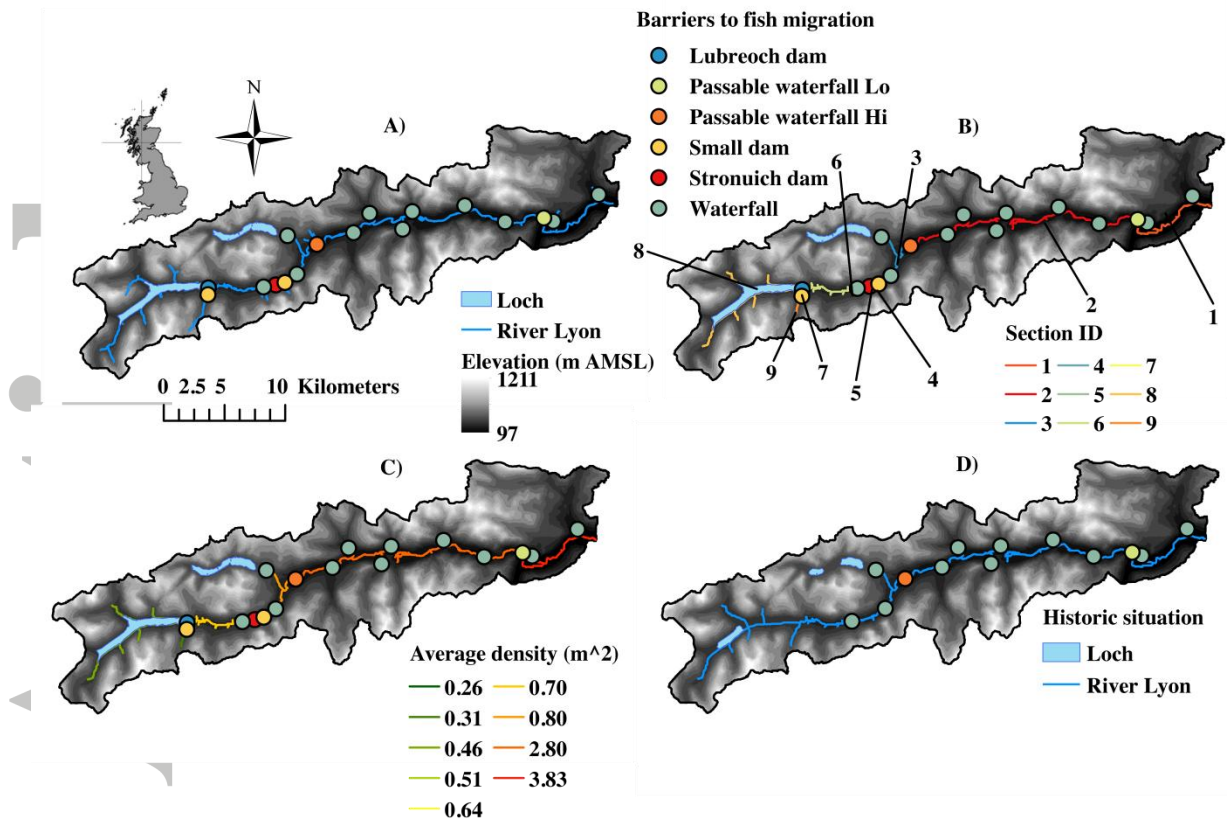 Barriers to fish migration
Lubreoch dam
Passable waterfall Lo
Passable waterfall Hi
Small dam
Stronuich dam
Waterfall
N
A)
Loch
River Lyon
Elevation (m AMSL)
1211
97
0 2.5 5 10 Kilometers
B)
6 3
8
2
1
9 7 5 4
Section ID
1 4 7
2 5 8
3 6 9
C)
Average density (m^2)
0.26 0.70
0.31 0.80
0.46 2.80
0.51 3.83
0.64
D)
Historic situation
Loch
River Lyon